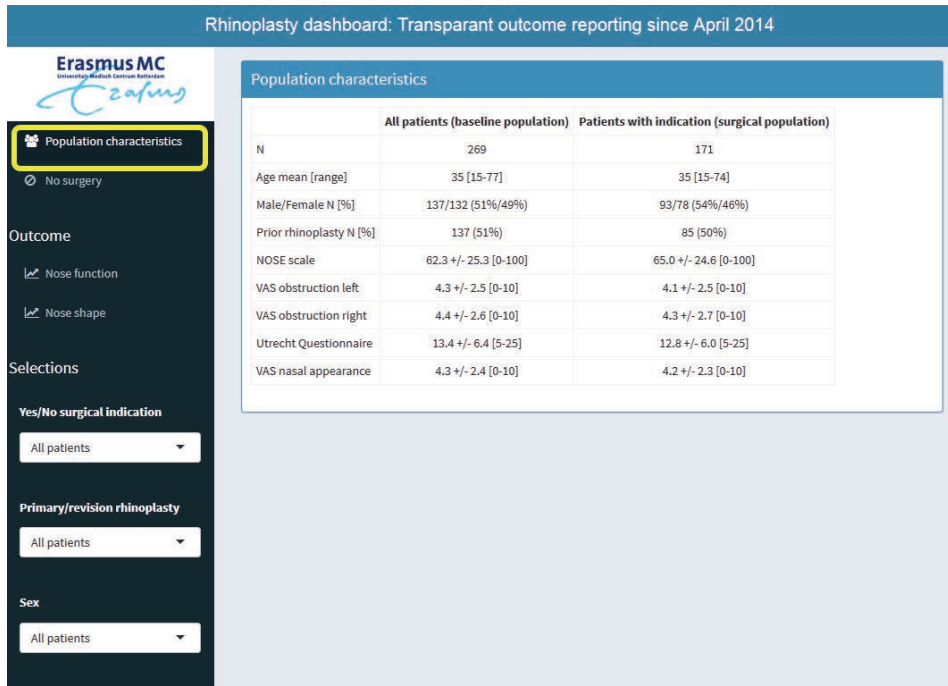 Rhinoplasty dashboard: Transparant outcome reporting since April 2014
Erasmus MC
Universitair Medisch Centrum Rotterdam
Erasmus
Population characteristics
No surgery
Outcome
Nose function
Nose shape
Selections
Yes/No surgical indication
All patients
Primary/revision rhinoplasty
All patients
Sex
All patients
Population characteristics
All patients (baseline population) Patients with indication (surgical population)
N 269 171
Age mean [range] 35 [15-77] 35 [15-74]
Male/Female N [%] 137/132 (51%/49%) 93/78 (54%/46%)
Prior rhinoplasty N [%] 137 (51%) 85 (50%)
NOSE scale 62.3 +/- 25.3 [0-100] 65.0 +/- 24.6 [0-100]
VAS obstruction left 4.3 +/- 2.5 [0-10] 4.1 +/- 2.5 [0-10]
VAS obstruction right 4.4 +/- 2.6 [0-10] 4.3 +/- 2.7 [0-10]
Utrecht Questionnaire 13.4 +/- 6.4 [5-25] 12.8 +/- 6.0 [5-25]
VAS nasal appearance 4.3 +/- 2.4 [0-10] 4.2 +/- 2.3 [0-10]